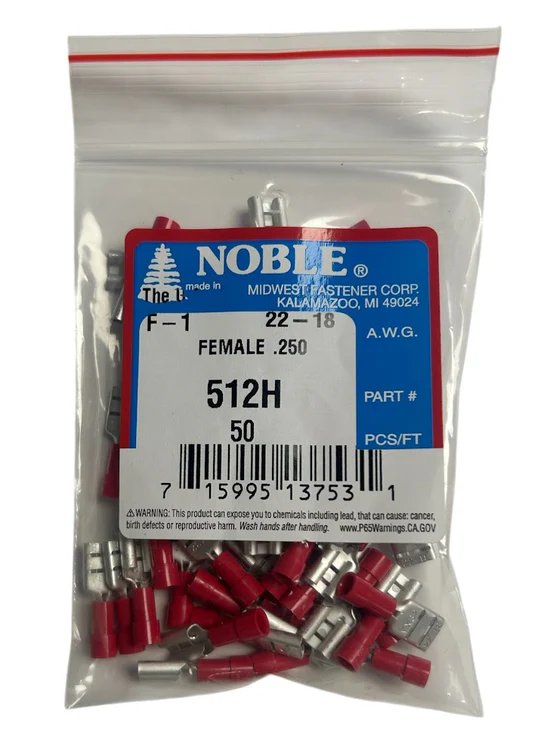 NOBLE®
made in
The U
MIDWEST FASTENER CORP.
KALAMAZOO, MI 49024
F-1 22-18 A.W.G.
FEMALE .250
512H PART #
50 PCS/FT
7 15995 13753 1
⚠WARNING: This product can expose you to chemicals including lead, that can cause: cancer,
birth defects or reproductive harm. Wash hands after handling. www.P65Warnings.CA.GOV